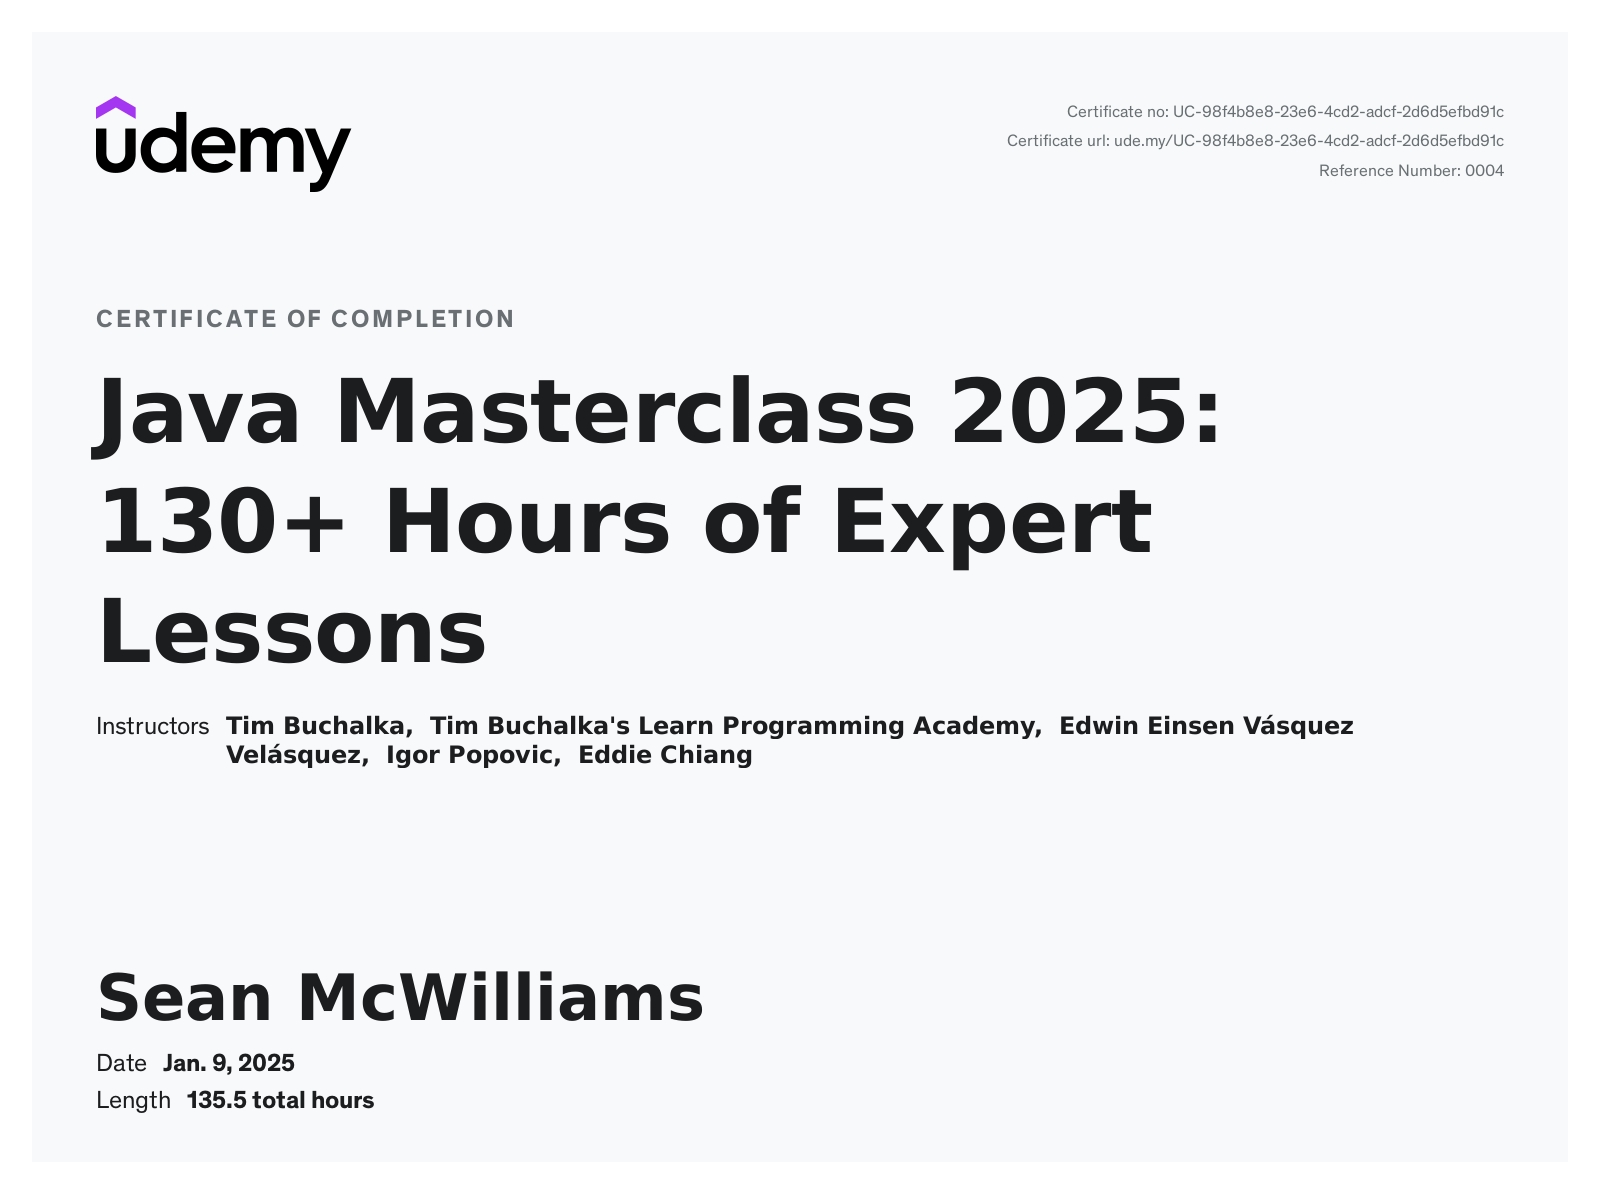 udemy
Certificate no: UC-98f4b8e8-23e6-4cd2-adcf-2d6d5efbd91c
Certificate url: ude.my/UC-98f4b8e8-23e6-4cd2-adcf-2d6d5efbd91c
Reference Number: 0004
CERTIFICATE OF COMPLETION
Java Masterclass 2025:
130+ Hours of Expert
Lessons
Instructors Tim Buchalka, Tim Buchalka's Learn Programming Academy, Edwin Einsen Vásquez
Velásquez, Igor Popovic, Eddie Chiang
Sean McWilliams
Date Jan. 9, 2025
Length 135.5 total hours